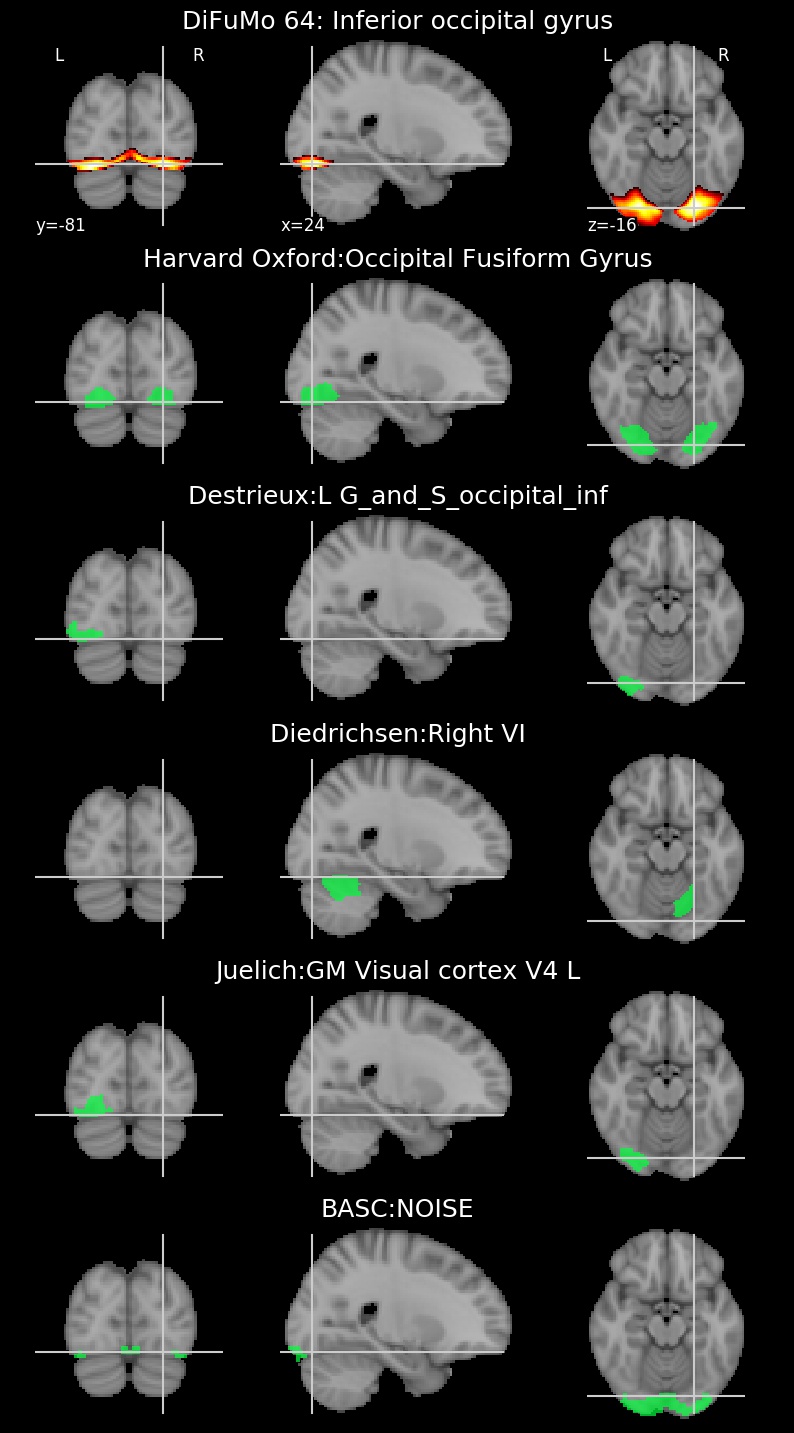 DiFuMo 64: Inferior occipital gyrus
L R L R
y=-81 x=24 z=-16
Harvard Oxford:Occipital Fusiform Gyrus
Destrieux:L G_and_S_occipital_inf
Diedrichsen:Right VI
Juelich:GM Visual cortex V4 L
BASC:NOISE